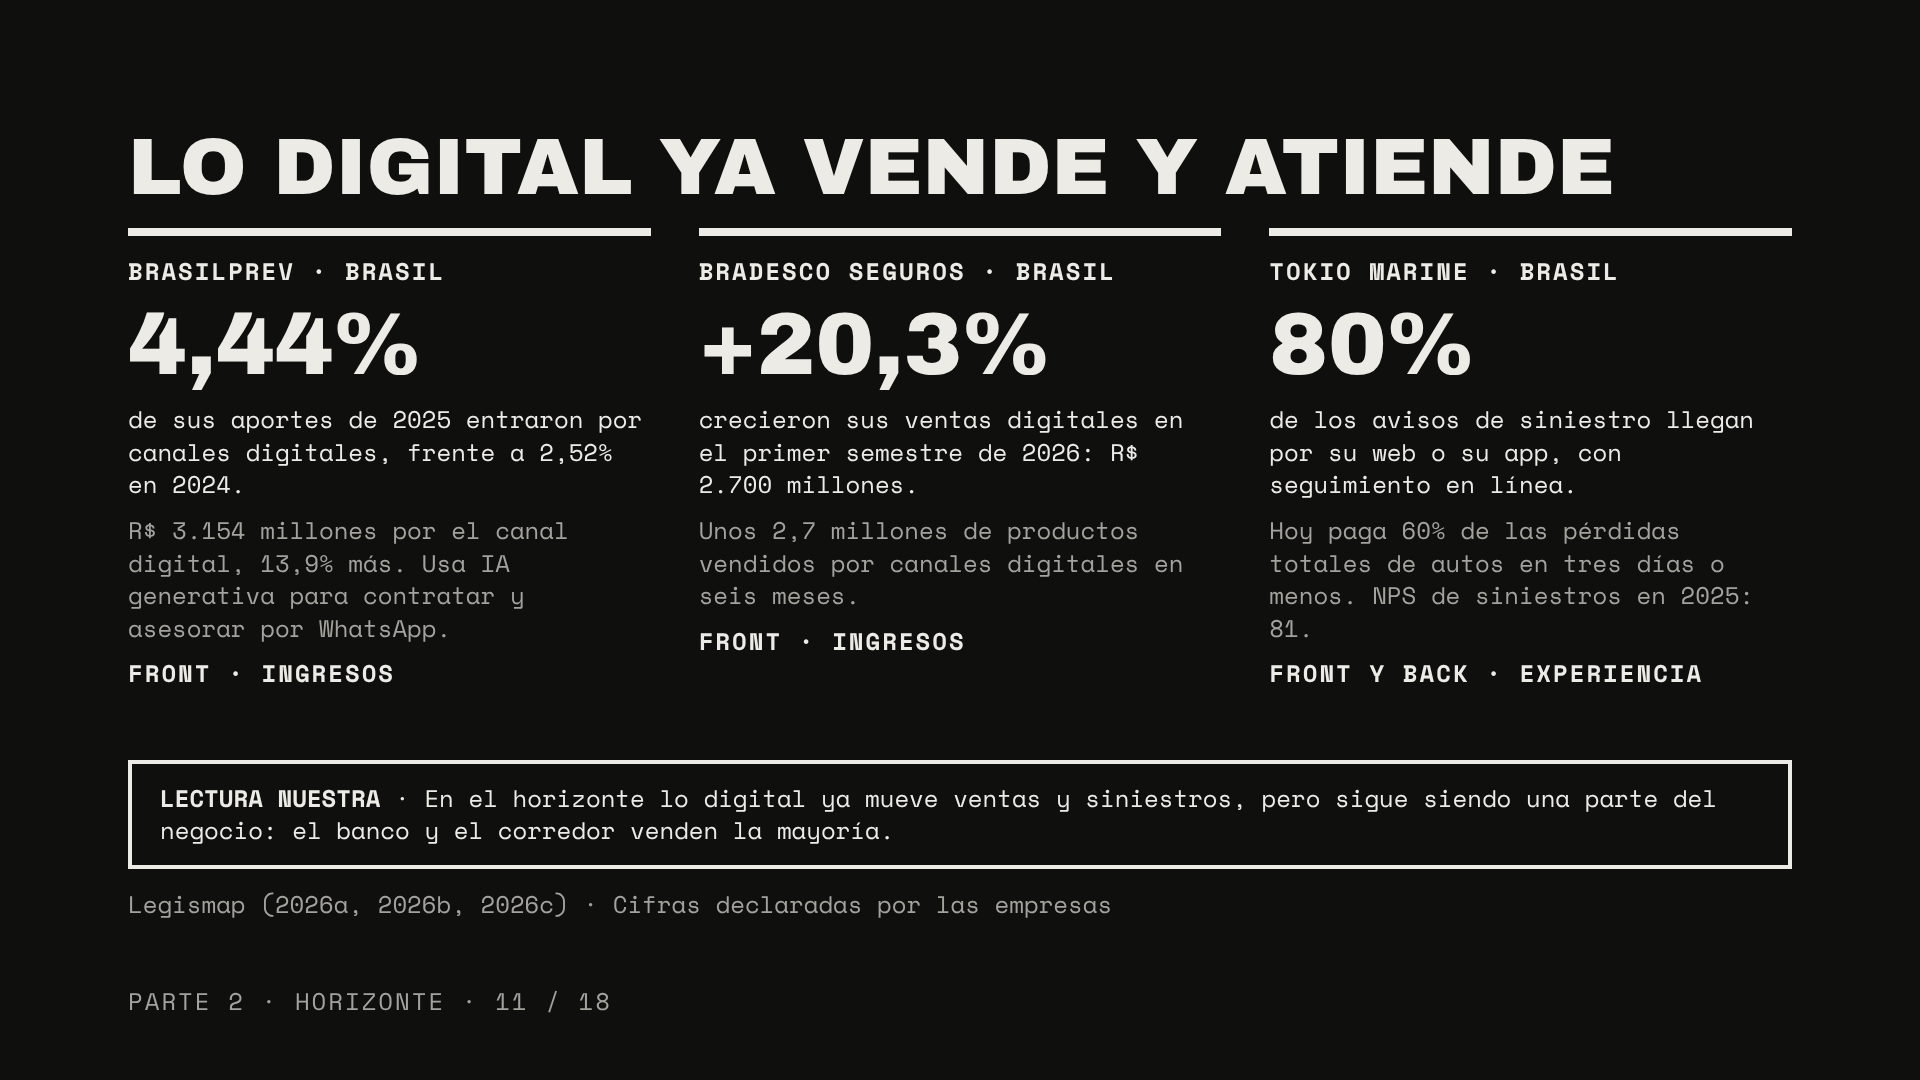 LO DIGITAL YA VENDE Y ATIENDE
BRASILPREV · BRASIL
4,44%
de sus aportes de 2025 entraron por
canales digitales, frente a 2,52%
en 2024.
R$ 3.154 millones por el canal
digital, 13,9% más. Usa IA
generativa para contratar y
asesorar por WhatsApp.
FRONT · INGRESOS
BRADESCO SEGUROS · BRASIL
+20,3%
crecieron sus ventas digitales en
el primer semestre de 2026: R$
2.700 millones.
Unos 2,7 millones de productos
vendidos por canales digitales en
seis meses.
FRONT · INGRESOS
TOKIO MARINE · BRASIL
80%
de los avisos de siniestro llegan
por su web o su app, con
seguimiento en línea.
Hoy paga 60% de las pérdidas
totales de autos en tres días o
menos. NPS de siniestros en 2025:
81.
FRONT Y BACK · EXPERIENCIA
LECTURA NUESTRA · En el horizonte lo digital ya mueve ventas y siniestros, pero sigue siendo una parte del
negocio: el banco y el corredor venden la mayoría.
Legismap (2026a, 2026b, 2026c) · Cifras declaradas por las empresas
PARTE 2 · HORIZONTE · 11 / 18